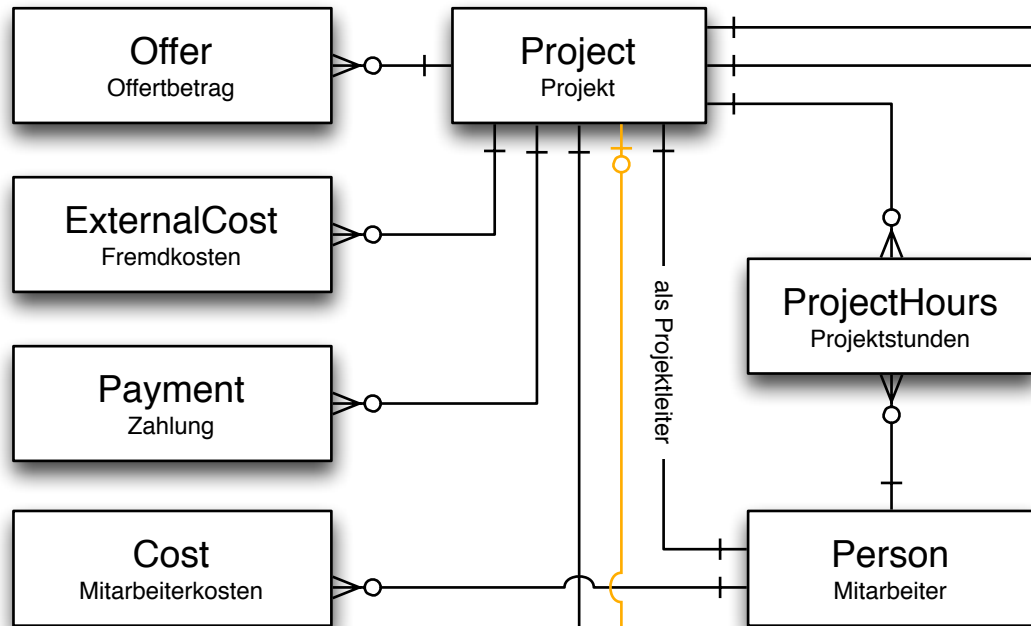 Offer
Offertbetrag
Project
Projekt
ExternalCost
Fremdkosten
als Projektleiter
ProjectHours
Projektstunden
Payment
Zahlung
Cost
Mitarbeiterkosten
Person
Mitarbeiter